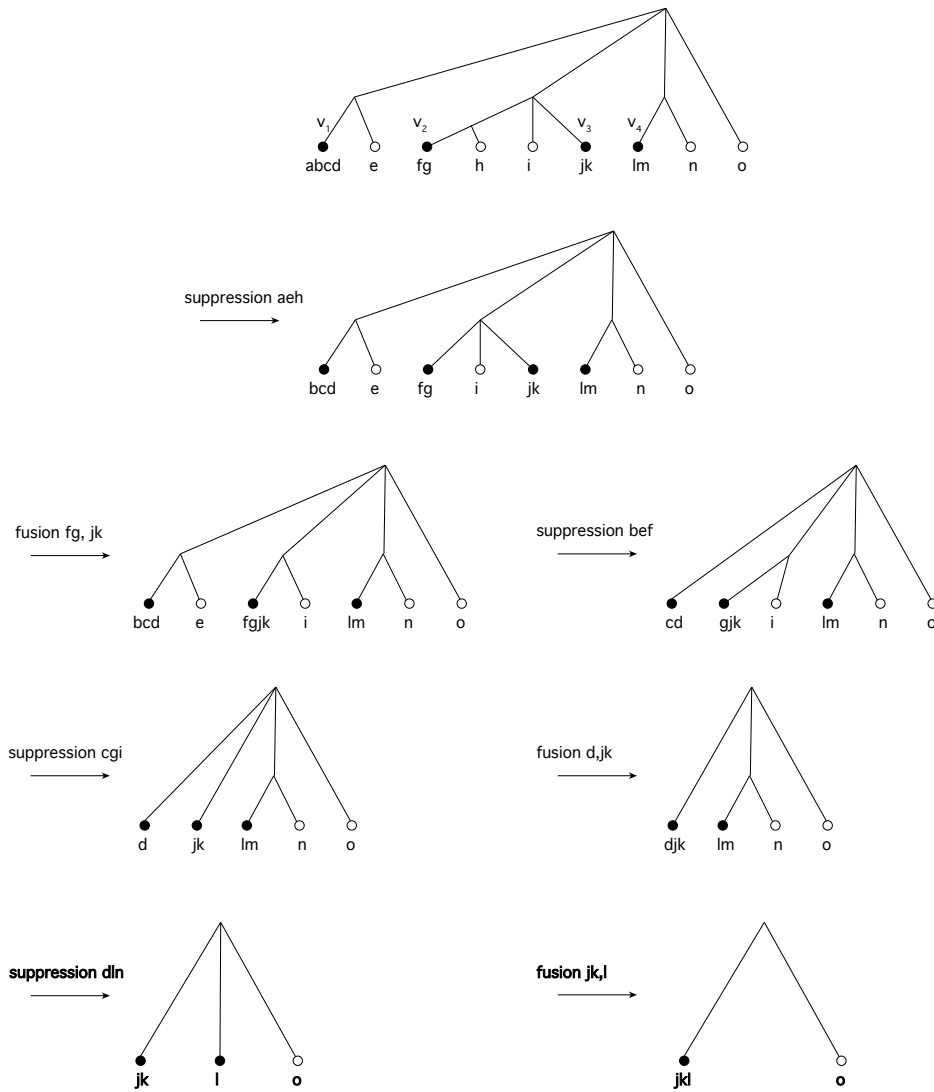 v1 v2 v3 v4
abcd e fg h i jk lm n o
suppression aeh
bcd e fg i jk lm n o
fusion fg, jk
bcd e fgjk i lm n o
suppression bef
cd gjk i lm n o
suppression cgi
d jk lm n o
fusion d,jk
djk lm n o
suppression dln
jk l o
fusion jk,l
jkl o